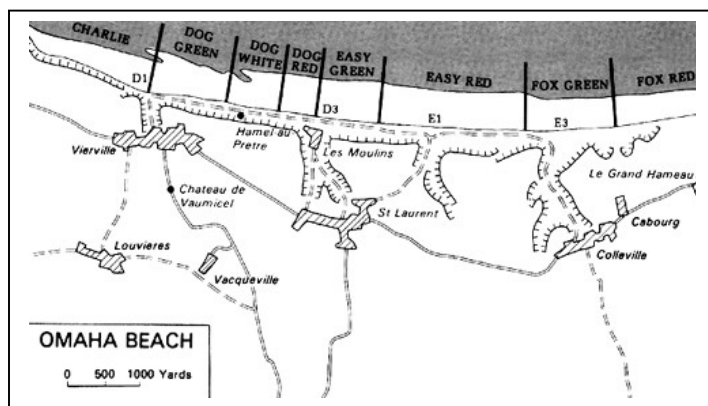 CHARLIE
DOG
GREEN
DOG
WHITE
DOG
RED
EASY
GREEN
EASY RED
FOX GREEN
FOX RED
D1
D3
E1
E3
Hamel au
Pretre
Vierville
Les Moulins
Le Grand Hameau
Chateau de
Vaumicel
St Laurent
Cabourg
Louvieres
Colleville
Vacqueville
OMAHA BEACH
0 500 1000 Yards